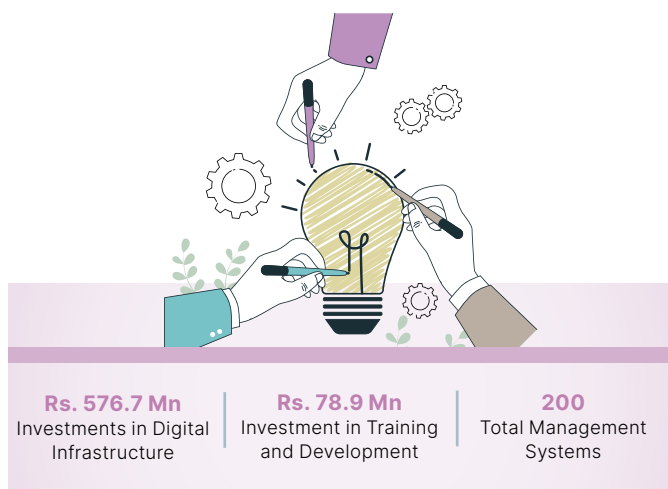 Rs. 576.7 Mn
Investments in Digital
Infrastructure
Rs. 78.9 Mn
Investment in Training
and Development
200
Total Management
Systems